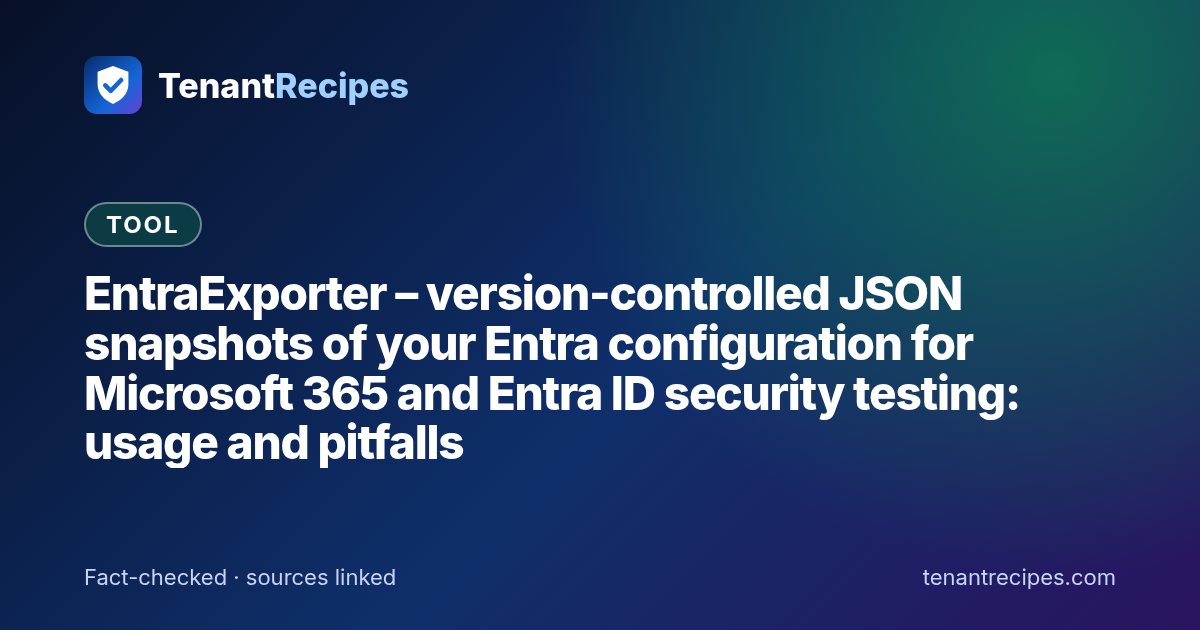 TenantRecipes
TOOL
EntraExporter – version-controlled JSON
snapshots of your Entra configuration for
Microsoft 365 and Entra ID security testing:
usage and pitfalls
Fact-checked · sources linked
tenantrecipes.com